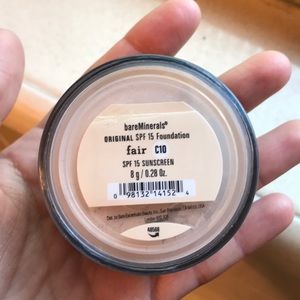 bareMinerals®
ORIGINAL SPF 15 Foundation
fair C10
SPF 15 SUNSCREEN
8 g / 0.28 Oz.
0 98132 14152 4